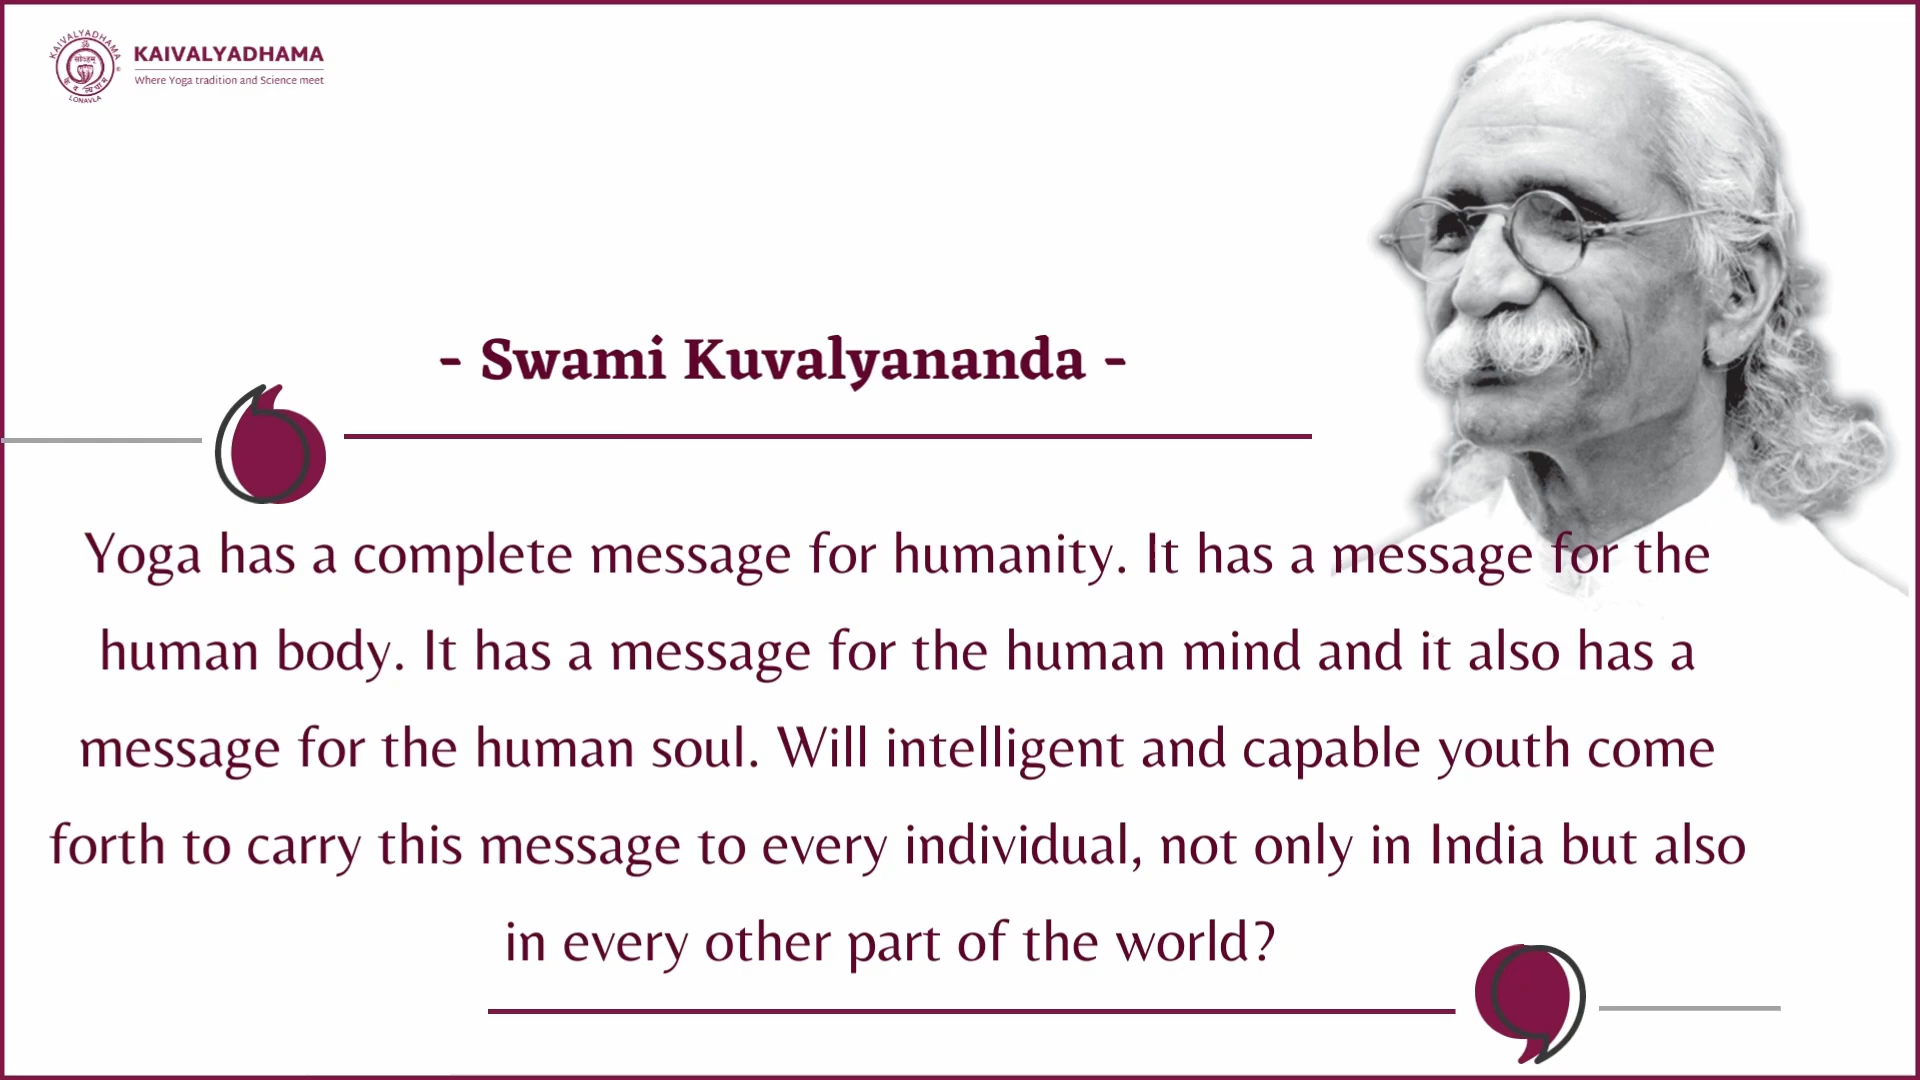 KAIVALYADHAMA
सोऽहम्
LONAVLA
KAIVALYADHAMA
Where Yoga tradition and Science meet
- Swami Kuvalyananda -
Yoga has a complete message for humanity. It has a message for the
human body. It has a message for the human mind and it also has a
message for the human soul. Will intelligent and capable youth come
forth to carry this message to every individual, not only in India but also
in every other part of the world?